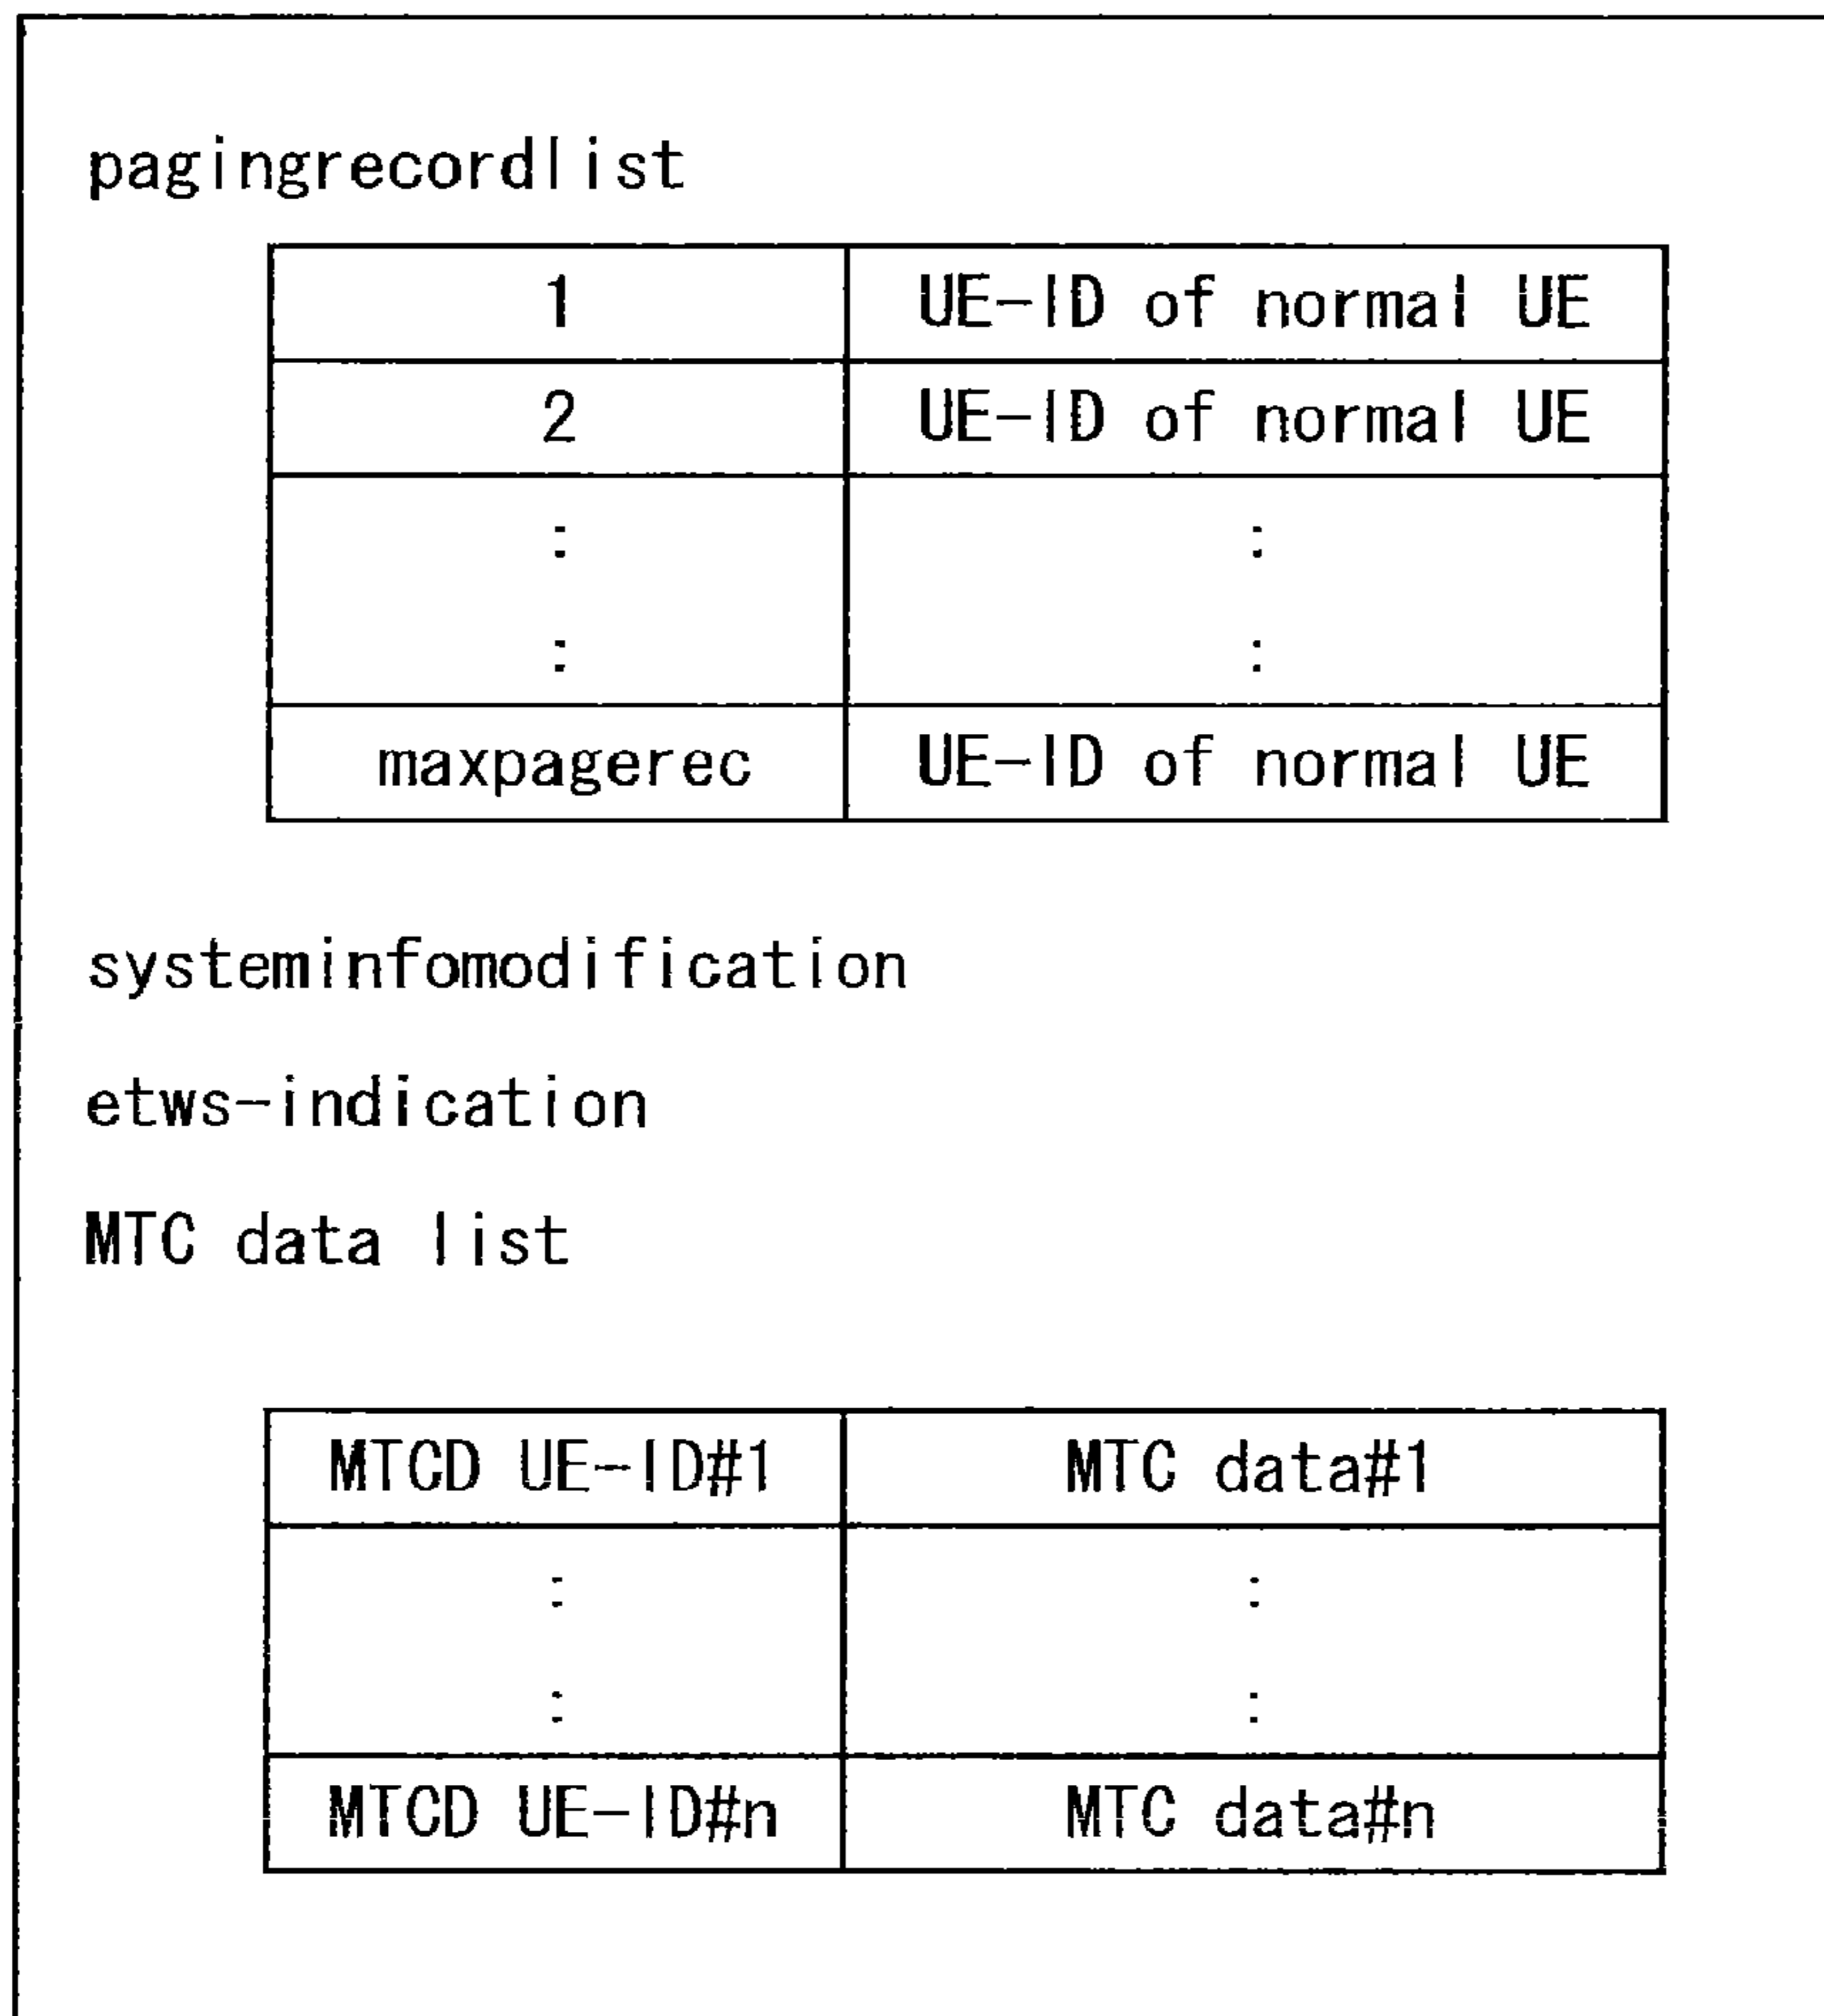 pagingrecordlist
1 UE-ID of normal UE
2 UE-ID of normal UE
: :
: :
maxpagerec UE-ID of normal UE
systeminfomodification
etws-indication
MTC data list
MTCD UE-ID#1 MTC data#1
: :
: :
MTCD UE-ID#n MTC data#n